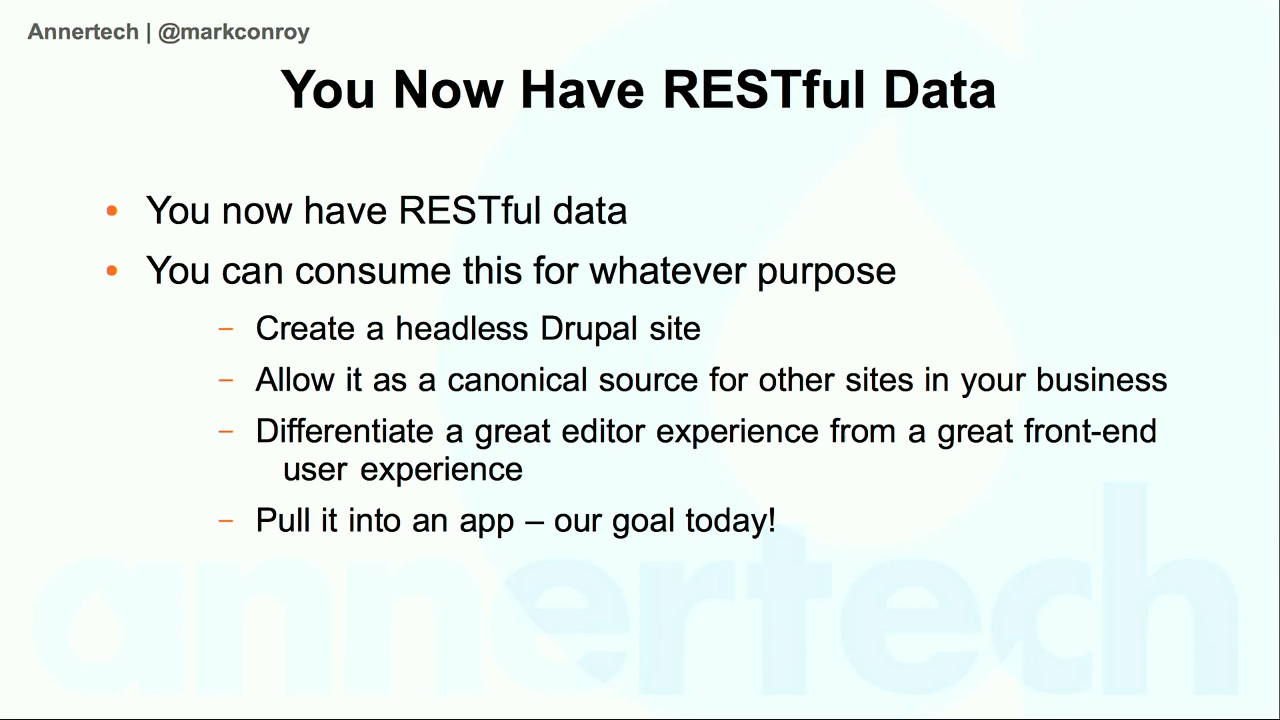 Annertech | @markconroy
You Now Have RESTful Data
• You now have RESTful data
• You can consume this for whatever purpose
– Create a headless Drupal site
– Allow it as a canonical source for other sites in your business
– Differentiate a great editor experience from a great front-end
user experience
– Pull it into an app – our goal today!
annertech